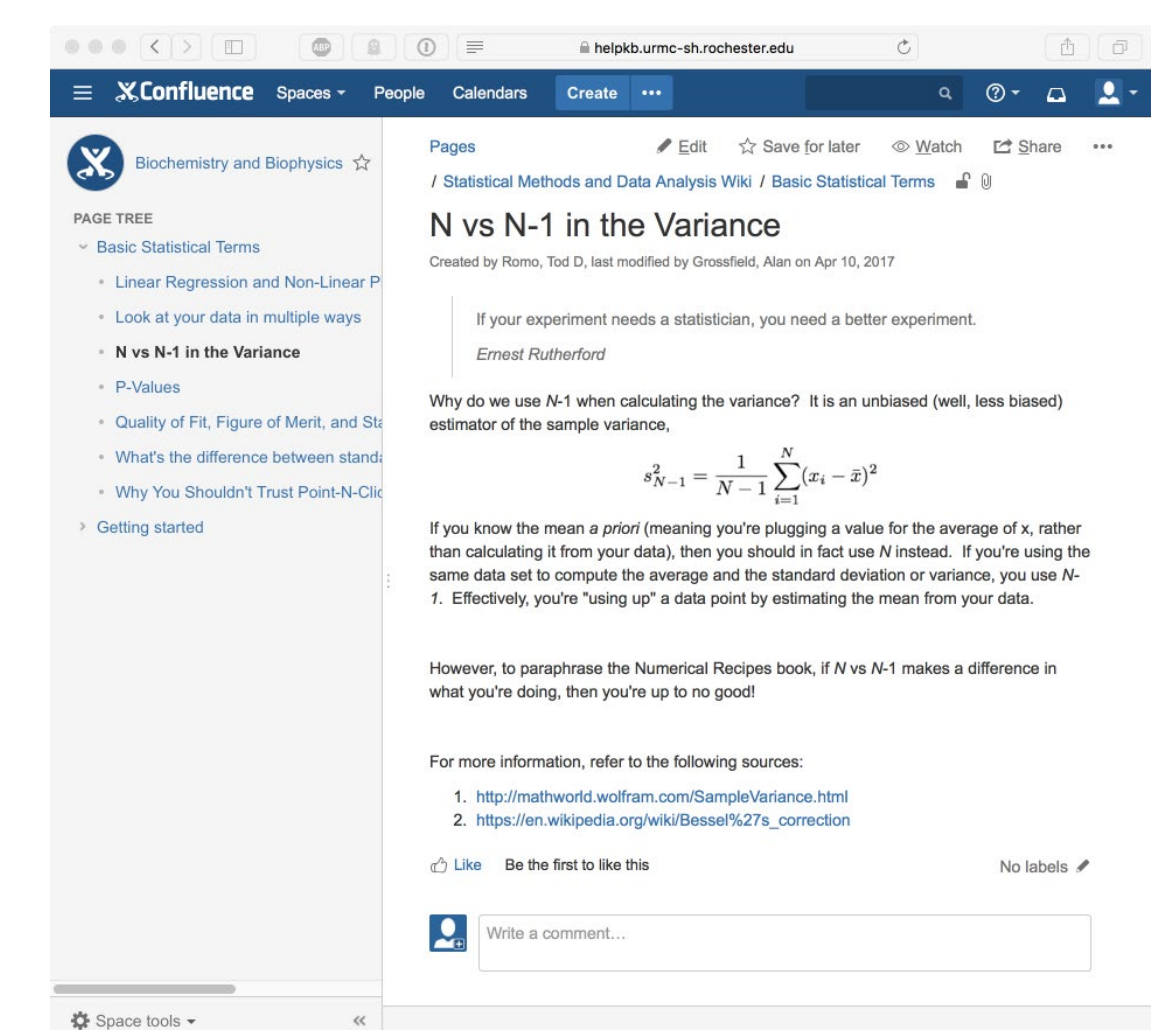 helpkb.urmc-sh.rochester.edu
ABP
Confluence Spaces People Calendars Create ••• ?
Biochemistry and Biophysics
PAGE TREE
Basic Statistical Terms
Linear Regression and Non-Linear P
Look at your data in multiple ways
N vs N-1 in the Variance
P-Values
Quality of Fit, Figure of Merit, and Sta
What's the difference between standa
Why You Shouldn't Trust Point-N-Clic
Getting started
Space tools
Pages Edit Save for later Watch Share •••
/ Statistical Methods and Data Analysis Wiki / Basic Statistical Terms
N vs N-1 in the Variance
Created by Romo, Tod D, last modified by Grossfield, Alan on Apr 10, 2017
If your experiment needs a statistician, you need a better experiment.
Ernest Rutherford
Why do we use N-1 when calculating the variance? It is an unbiased (well, less biased)
estimator of the sample variance,
s²_{N−1} = \frac{1}{N − 1} \sum_{i=1}^{N} (x_i − \bar{x})²
If you know the mean a priori (meaning you're plugging a value for the average of x, rather
than calculating it from your data), then you should in fact use N instead. If you're using the
same data set to compute the average and the standard deviation or variance, you use N-
1. Effectively, you're "using up" a data point by estimating the mean from your data.
However, to paraphrase the Numerical Recipes book, if N vs N-1 makes a difference in
what you're doing, then you're up to no good!
For more information, refer to the following sources:
1. http://mathworld.wolfram.com/SampleVariance.html
2. https://en.wikipedia.org/wiki/Bessel%27s_correction
Like Be the first to like this No labels
Write a comment…